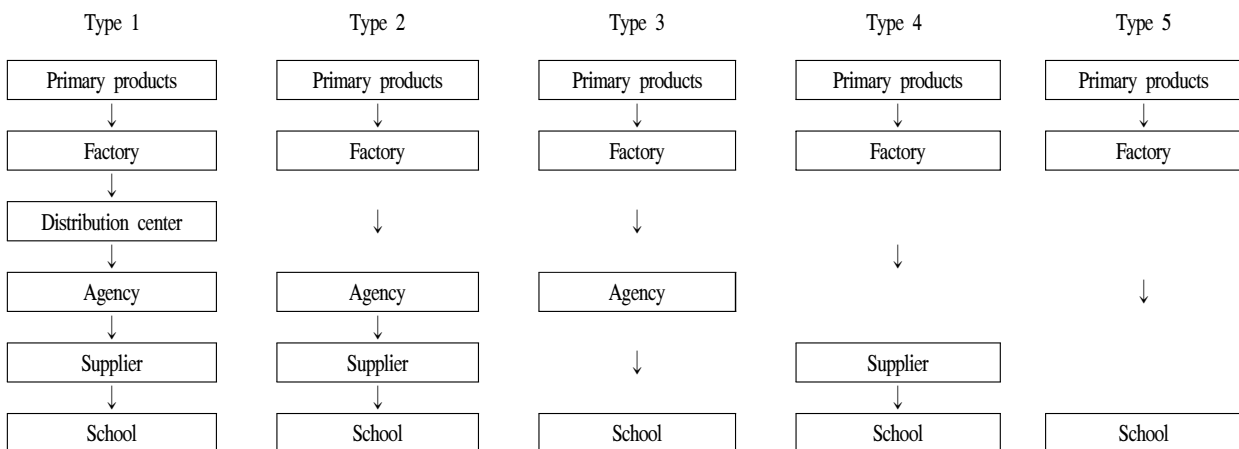 Type 1 Type 2 Type 3 Type 4 Type 5
Primary products Primary products Primary products Primary products Primary products
↓ ↓ ↓ ↓ ↓
Factory Factory Factory Factory Factory
↓
Distribution center ↓ ↓
↓ ↓
Agency Agency Agency ↓
↓ ↓
Supplier Supplier ↓ Supplier
↓ ↓ ↓
School School School School School